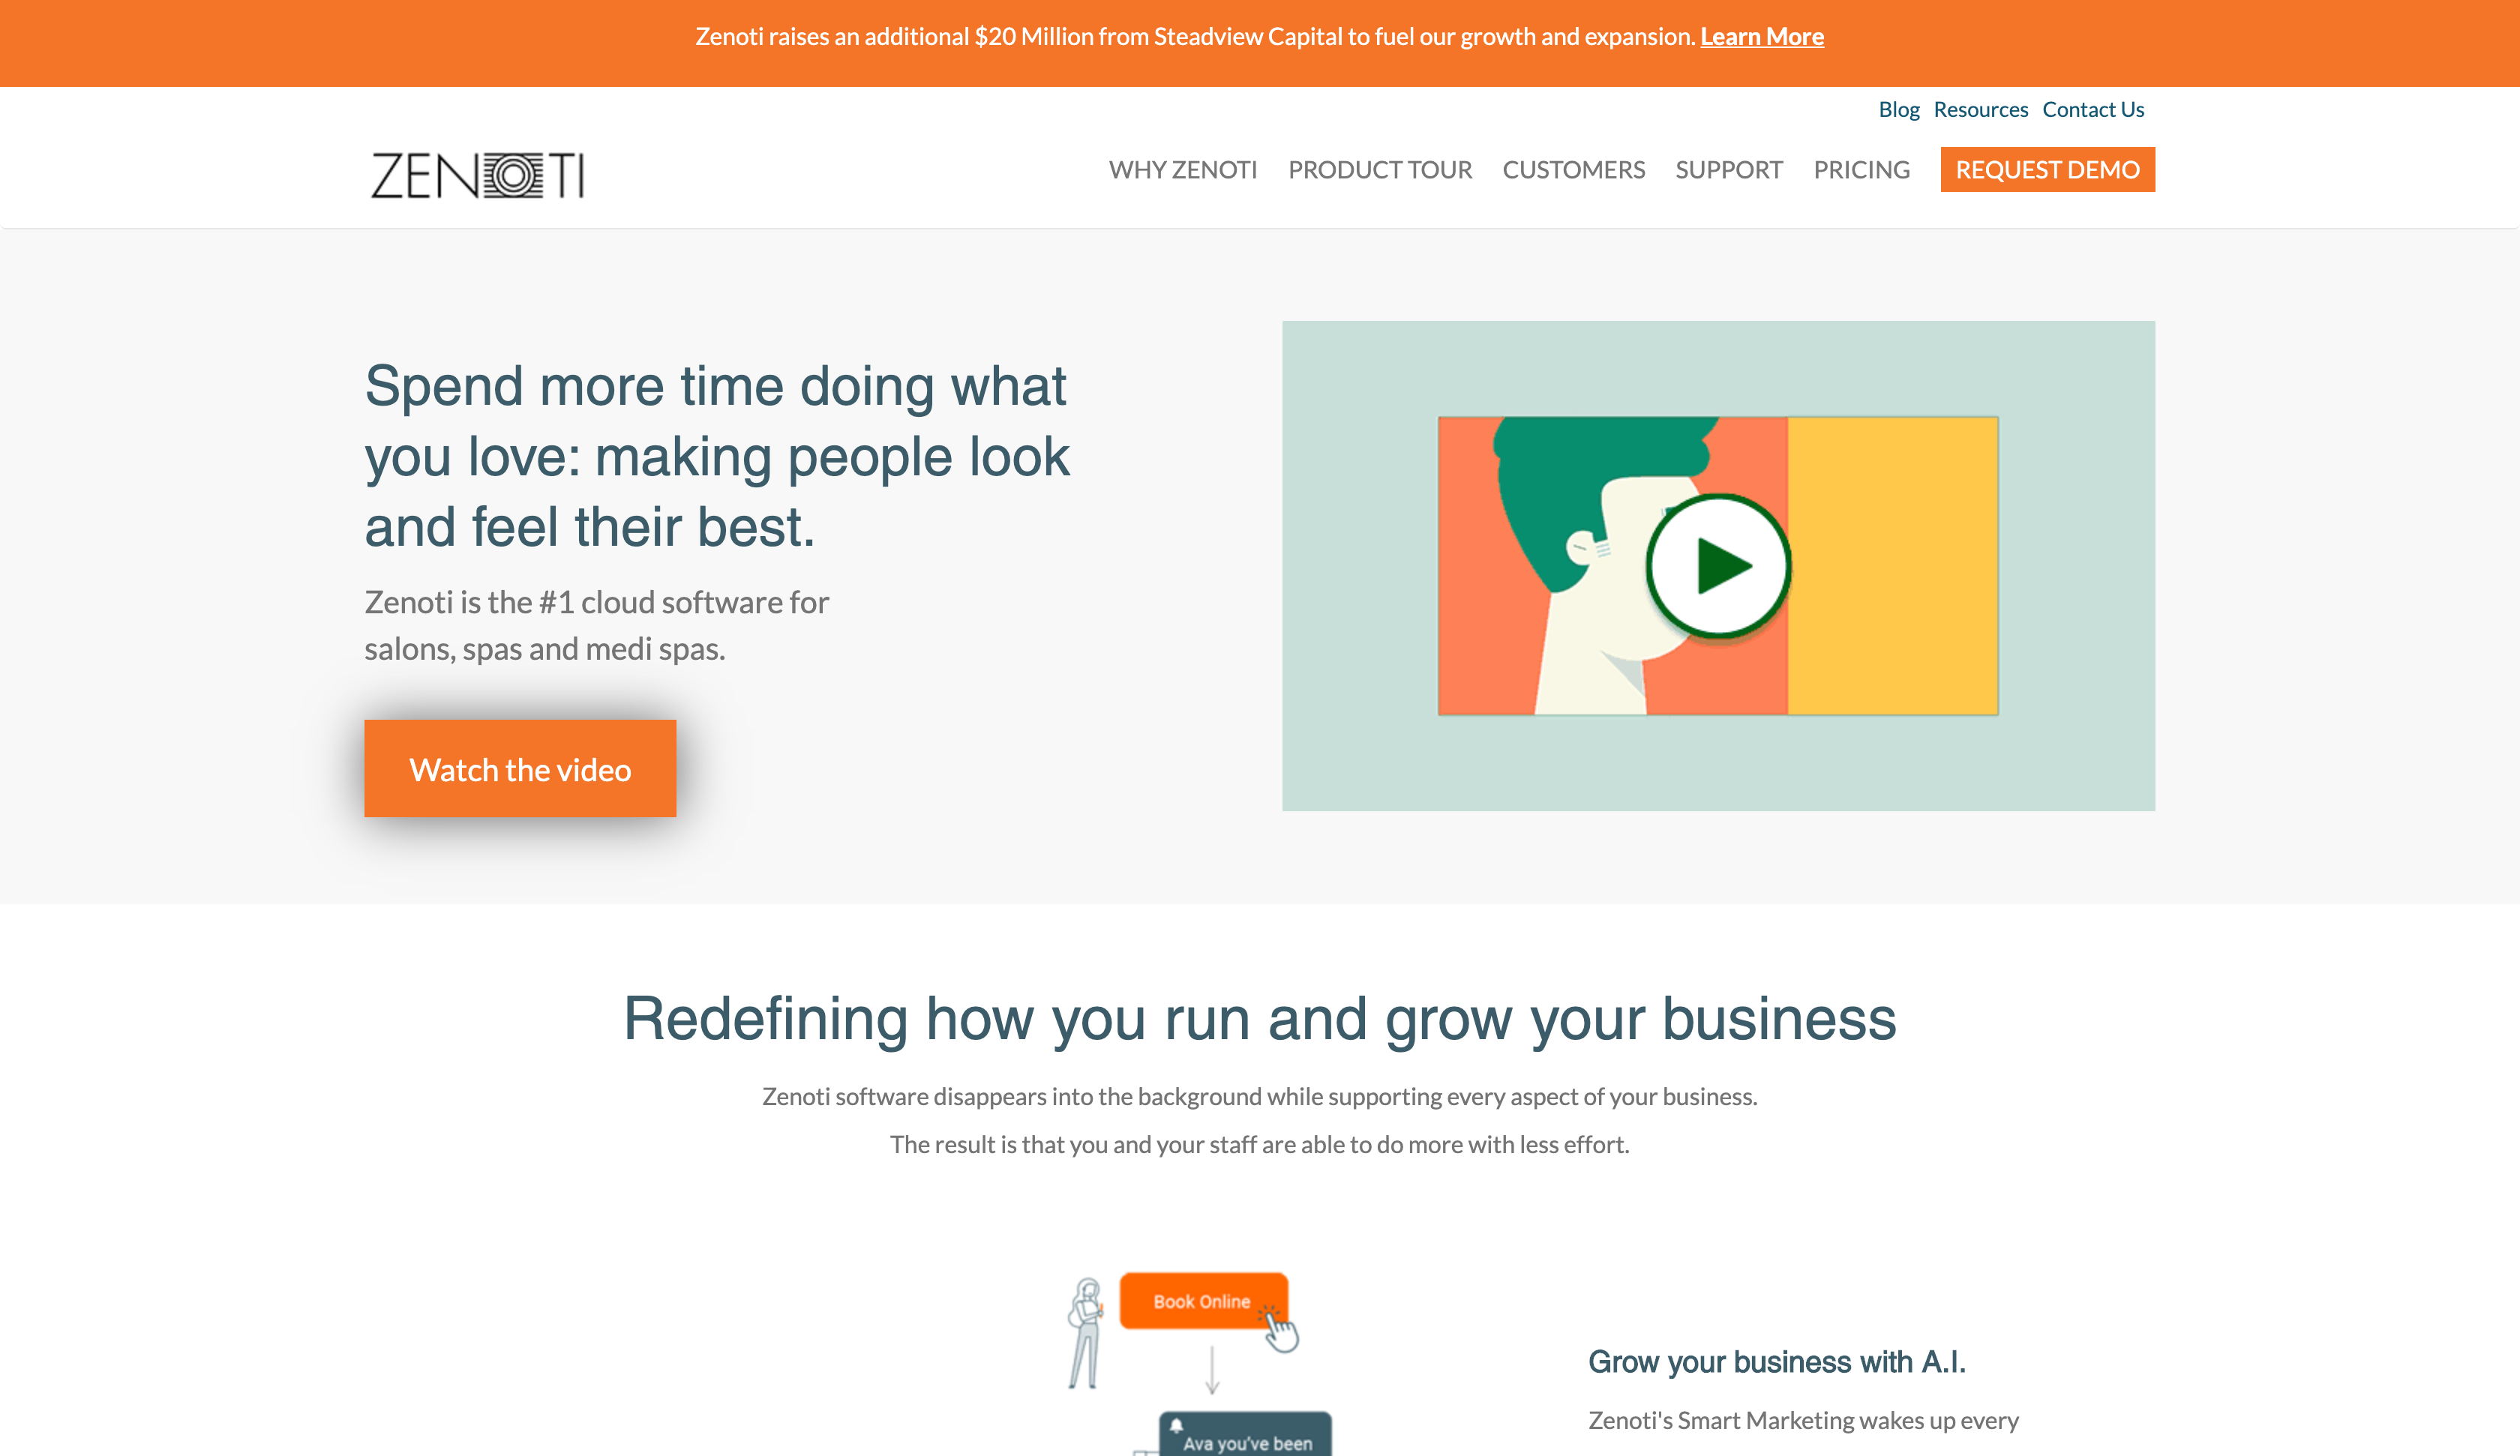 Zenoti raises an additional $20 Million from Steadview Capital to fuel our growth and expansion. Learn More
Blog Resources Contact Us
ZENOTI
WHY ZENOTI PRODUCT TOUR CUSTOMERS SUPPORT PRICING REQUEST DEMO
Spend more time doing what
you love: making people look
and feel their best.
Zenoti is the #1 cloud software for
salons, spas and medi spas.
Watch the video
Redefining how you run and grow your business
Zenoti software disappears into the background while supporting every aspect of your business.
The result is that you and your staff are able to do more with less effort.
Book Online
Ava you've been
Grow your business with A.I.
Zenoti's Smart Marketing wakes up every